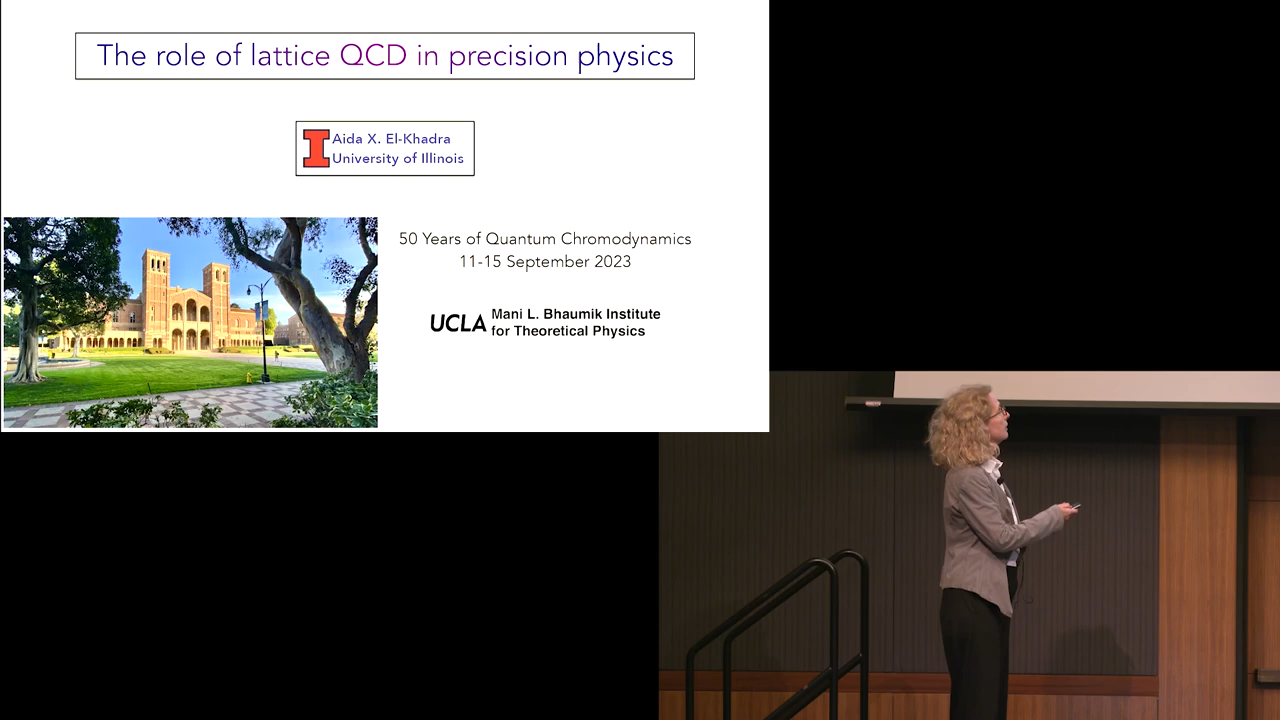 The role of lattice QCD in precision physics
Aida X. El-Khadra
University of Illinois
50 Years of Quantum Chromodynamics
11-15 September 2023
UCLA Mani L. Bhaumik Institute
for Theoretical Physics